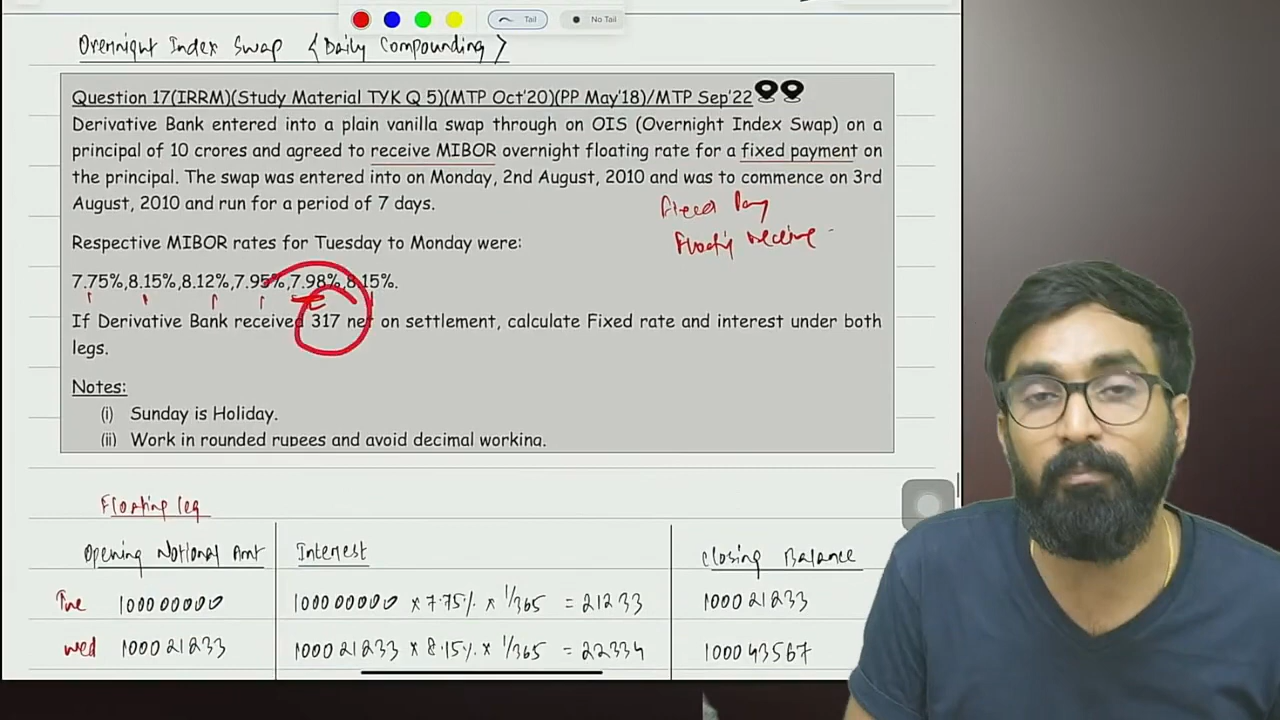 Tail
No Tail
Overnight Index Swap {Daily Compounding}
Question 17(IRRM)(Study Material TYK Q 5)(MTP Oct'20)(PP May'18)/MTP Sep'22
Derivative Bank entered into a plain vanilla swap through on OIS (Overnight Index Swap) on a
principal of 10 crores and agreed to receive MIBOR overnight floating rate for a fixed payment on
the principal. The swap was entered into on Monday, 2nd August, 2010 and was to commence on 3rd
August, 2010 and run for a period of 7 days.
Fixed Pay
Floating receive
Respective MIBOR rates for Tuesday to Monday were:
7.75%,8.15%,8.12%,7.95%,7.98%,8.15%.
If Derivative Bank received 317 net on settlement, calculate Fixed rate and interest under both
legs.
Notes:
(i) Sunday is Holiday.
(ii) Work in rounded rupees and avoid decimal working.
Floating leg
Opening Notional Amt Interest Closing Balance
Tue 100000000 100000000 × 7.75% × 1/365 = 21233 100021233
wed 100021233 100021233 × 8.15% × 1/365 = 22334 100043567